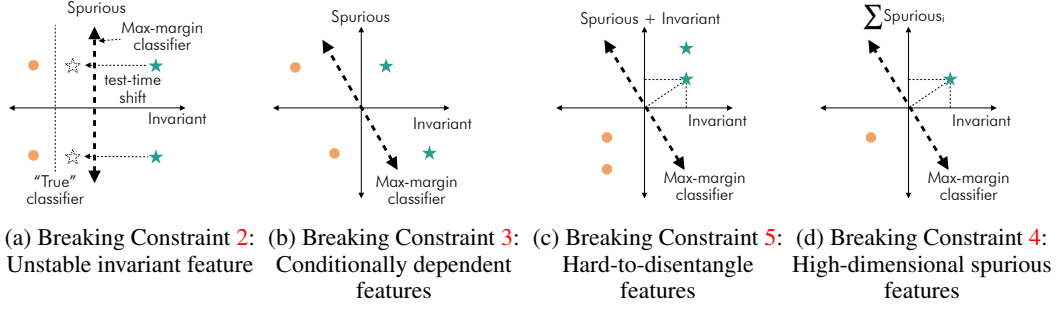 Spurious
Max-margin
classifier
test-time
shift
Invariant
“True”
classifier
Spurious
Invariant
Max-margin
classifier
Spurious + Invariant
Invariant
Max-margin
classifier
∑Spuriousᵢ
Invariant
Max-margin
classifier
(a) Breaking Constraint 2:
Unstable invariant feature
(b) Breaking Constraint 3:
Conditionally dependent
features
(c) Breaking Constraint 5:
Hard-to-disentangle
features
(d) Breaking Constraint 4:
High-dimensional spurious
features